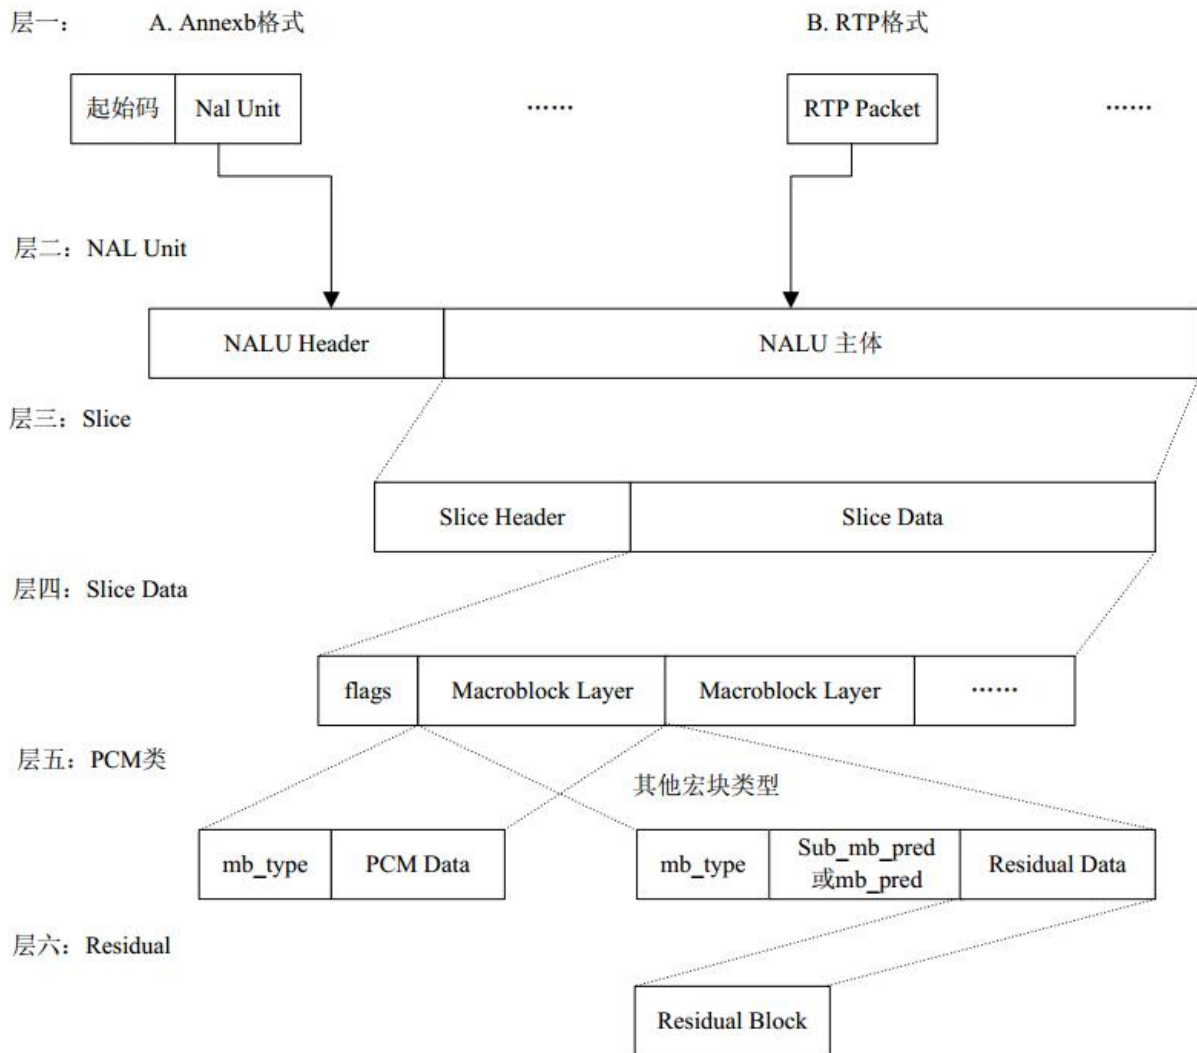 层一： A. Annexb格式 B. RTP格式
起始码 Nal Unit …… RTP Packet ……
层二：NAL Unit
NALU Header NALU 主体
层三：Slice
Slice Header Slice Data
层四：Slice Data
flags Macroblock Layer Macroblock Layer ……
层五：PCM类
其他宏块类型
mb_type PCM Data mb_type Sub_mb_pred
或mb_pred Residual Data
层六：Residual
Residual Block